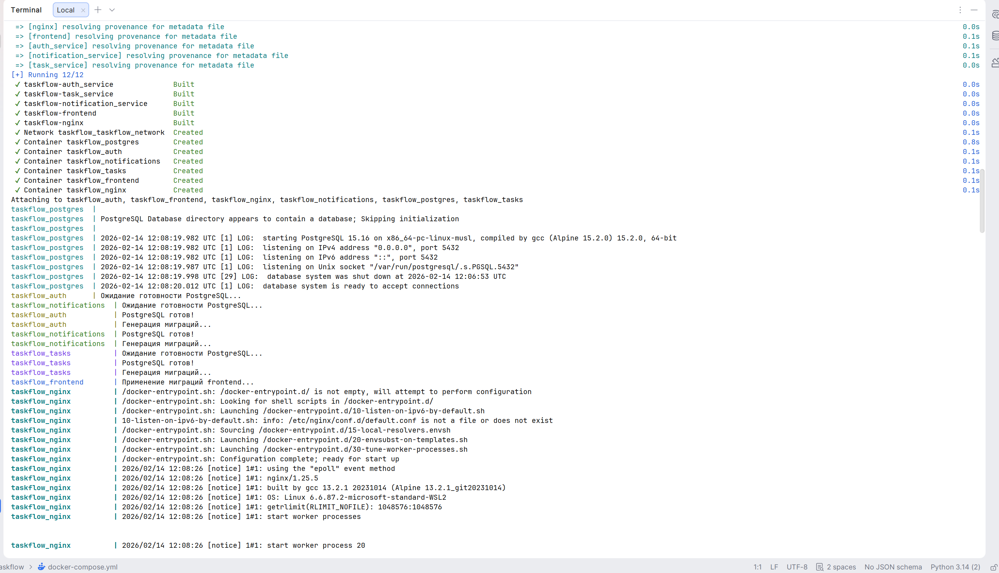 Terminal Local
=> [nginx] resolving provenance for metadata file 0.0s
=> [frontend] resolving provenance for metadata file 0.1s
=> [auth_service] resolving provenance for metadata file 0.1s
=> [notification_service] resolving provenance for metadata file 0.1s
=> [task_service] resolving provenance for metadata file 0.0s
[+] Running 12/12
✓ taskflow-auth_service Built 0.0s
✓ taskflow-task_service Built 0.0s
✓ taskflow-notification_service Built 0.0s
✓ taskflow-frontend Built 0.0s
✓ taskflow-nginx Built 0.0s
✓ Network taskflow_taskflow_network Created 0.1s
✓ Container taskflow_postgres Created 0.8s
✓ Container taskflow_auth Created 0.1s
✓ Container taskflow_notifications Created 0.1s
✓ Container taskflow_tasks Created 0.1s
✓ Container taskflow_frontend Created 0.1s
✓ Container taskflow_nginx Created 0.1s
Attaching to taskflow_auth, taskflow_frontend, taskflow_nginx, taskflow_notifications, taskflow_postgres, taskflow_tasks
taskflow_postgres |
taskflow_postgres | PostgreSQL Database directory appears to contain a database; Skipping initialization
taskflow_postgres |
taskflow_postgres | 2026-02-14 12:08:19.982 UTC [1] LOG:  starting PostgreSQL 15.16 on x86_64-pc-linux-musl, compiled by gcc (Alpine 15.2.0) 15.2.0, 64-bit
taskflow_postgres | 2026-02-14 12:08:19.982 UTC [1] LOG:  listening on IPv4 address "0.0.0.0", port 5432
taskflow_postgres | 2026-02-14 12:08:19.982 UTC [1] LOG:  listening on IPv6 address "::", port 5432
taskflow_postgres | 2026-02-14 12:08:19.987 UTC [1] LOG:  listening on Unix socket "/var/run/postgresql/.s.PGSQL.5432"
taskflow_postgres | 2026-02-14 12:08:19.998 UTC [29] LOG:  database system was shut down at 2026-02-14 12:06:53 UTC
taskflow_postgres | 2026-02-14 12:08:20.012 UTC [1] LOG:  database system is ready to accept connections
taskflow_auth | Ожидание готовности PostgreSQL...
taskflow_notifications | Ожидание готовности PostgreSQL...
taskflow_auth | PostgreSQL готов!
taskflow_auth | Генерация миграций...
taskflow_notifications | PostgreSQL готов!
taskflow_notifications | Генерация миграций...
taskflow_tasks | Ожидание готовности PostgreSQL...
taskflow_tasks | PostgreSQL готов!
taskflow_tasks | Генерация миграций...
taskflow_frontend | Применение миграций frontend...
taskflow_nginx | /docker-entrypoint.sh: /docker-entrypoint.d/ is not empty, will attempt to perform configuration
taskflow_nginx | /docker-entrypoint.sh: Looking for shell scripts in /docker-entrypoint.d/
taskflow_nginx | /docker-entrypoint.sh: Launching /docker-entrypoint.d/10-listen-on-ipv6-by-default.sh
taskflow_nginx | 10-listen-on-ipv6-by-default.sh: info: /etc/nginx/conf.d/default.conf is not a file or does not exist
taskflow_nginx | /docker-entrypoint.sh: Sourcing /docker-entrypoint.d/15-local-resolvers.envsh
taskflow_nginx | /docker-entrypoint.sh: Launching /docker-entrypoint.d/20-envsubst-on-templates.sh
taskflow_nginx | /docker-entrypoint.sh: Launching /docker-entrypoint.d/30-tune-worker-processes.sh
taskflow_nginx | /docker-entrypoint.sh: Configuration complete; ready for start up
taskflow_nginx | 2026/02/14 12:08:26 [notice] 1#1: using the "epoll" event method
taskflow_nginx | 2026/02/14 12:08:26 [notice] 1#1: nginx/1.25.5
taskflow_nginx | 2026/02/14 12:08:26 [notice] 1#1: built by gcc 13.2.1 20231014 (Alpine 13.2.1_git20231014)
taskflow_nginx | 2026/02/14 12:08:26 [notice] 1#1: OS: Linux 6.6.87.2-microsoft-standard-WSL2
taskflow_nginx | 2026/02/14 12:08:26 [notice] 1#1: getrlimit(RLIMIT_NOFILE): 1048576:1048576
taskflow_nginx | 2026/02/14 12:08:26 [notice] 1#1: start worker processes
taskflow_nginx | 2026/02/14 12:08:26 [notice] 1#1: start worker process 20
askflow > docker-compose.yml 1:1 LF UTF-8 2 spaces No JSON schema Python 3.14 (2)